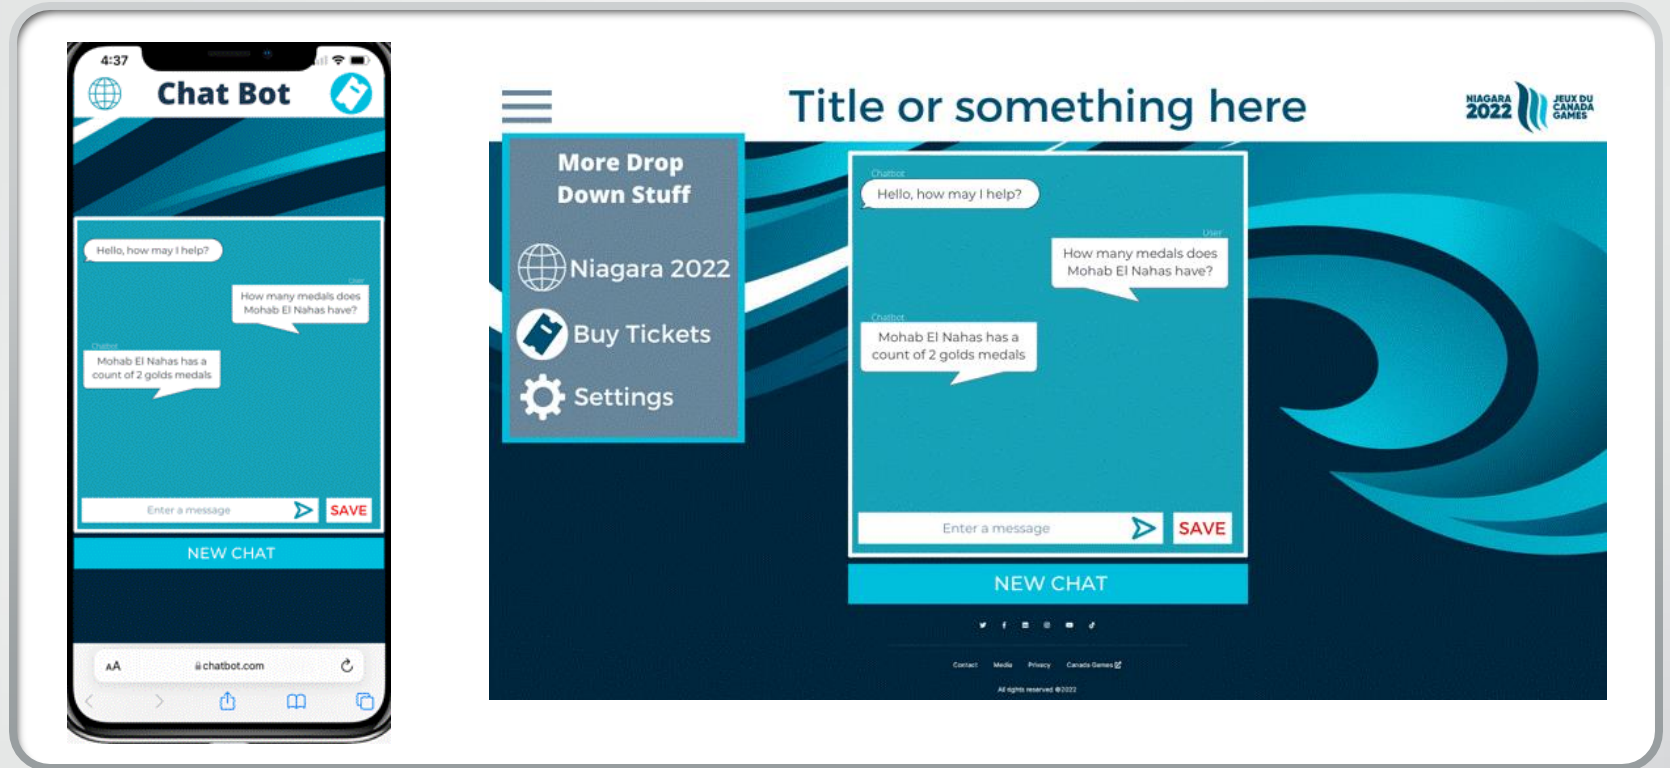 4:37
Chat Bot
Hello, how may I help?
User
How many medals does
Mohab El Nahas have?
Chatbot
Mohab El Nahas has a
count of 2 golds medals
Enter a message
SAVE
NEW CHAT
AA
chatbot.com
Title or something here
NIAGARA
2022
JEUX DU
CANADA
GAMES
More Drop
Down Stuff
Niagara 2022
Buy Tickets
Settings
Chatbot
Hello, how may I help?
User
How many medals does
Mohab El Nahas have?
Chatbot
Mohab El Nahas has a
count of 2 golds medals
Enter a message
SAVE
NEW CHAT
Contact Media Privacy Canada Games
All rights reserved ©2022